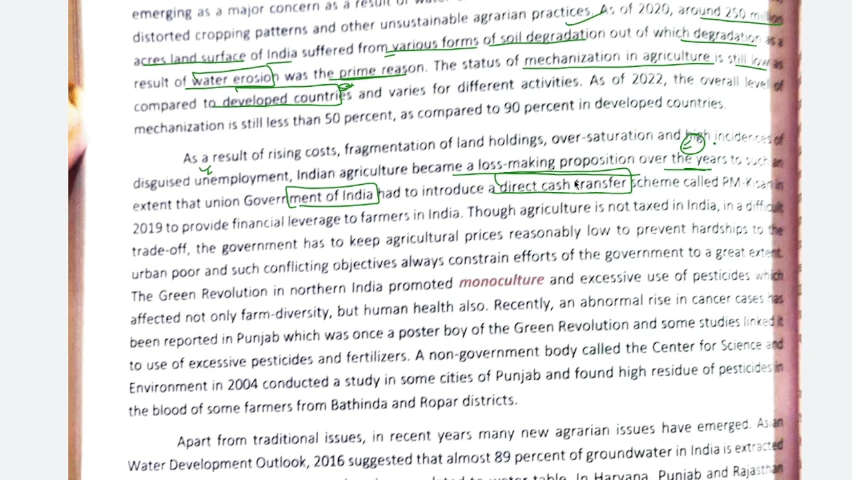 emerging as a major concern as a result of
distorted cropping patterns and other unsustainable agrarian practices. As of 2020, around 250 million
acres land surface of India suffered from various forms of soil degradation out of which degradation as a
result of water erosion was the prime reason. The status of mechanization in agriculture is still low as
compared to developed countries and varies for different activities. As of 2022, the overall level of
mechanization is still less than 50 percent, as compared to 90 percent in developed countries.
As a result of rising costs, fragmentation of land holdings, over-saturation and high incidences of
disguised unemployment, Indian agriculture became a loss-making proposition over the years to such an
extent that union Government of India had to introduce a direct cash transfer scheme called PM-Kisan in
2019 to provide financial leverage to farmers in India. Though agriculture is not taxed in India, in a difficult
trade-off, the government has to keep agricultural prices reasonably low to prevent hardships to the
urban poor and such conflicting objectives always constrain efforts of the government to a great extent.
The Green Revolution in northern India promoted monoculture and excessive use of pesticides which
affected not only farm-diversity, but human health also. Recently, an abnormal rise in cancer cases has
been reported in Punjab which was once a poster boy of the Green Revolution and some studies linked it
to use of excessive pesticides and fertilizers. A non-government body called the Center for Science and
Environment in 2004 conducted a study in some cities of Punjab and found high residue of pesticides in
the blood of some farmers from Bathinda and Ropar districts.
Apart from traditional issues, in recent years many new agrarian issues have emerged. As an
Water Development Outlook, 2016 suggested that almost 89 percent of groundwater in India is extracted
to water table. In Haryana, Punjab and Rajasthan